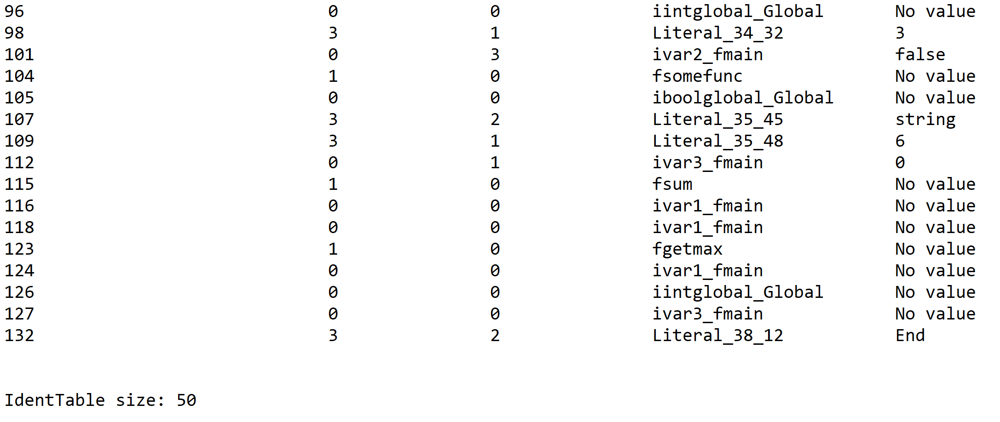 96 0 0 iintglobal_Global No value
98 3 1 Literal_34_32 3
101 0 3 ivar2_fmain false
104 1 0 fsomefunc No value
105 0 0 iboolglobal_Global No value
107 3 2 Literal_35_45 string
109 3 1 Literal_35_48 6
112 0 1 ivar3_fmain 0
115 1 0 fsum No value
116 0 0 ivar1_fmain No value
118 0 0 ivar1_fmain No value
123 1 0 fgetmax No value
124 0 0 ivar1_fmain No value
126 0 0 iintglobal_Global No value
127 0 0 ivar3_fmain No value
132 3 2 Literal_38_12 End
IdentTable size: 50